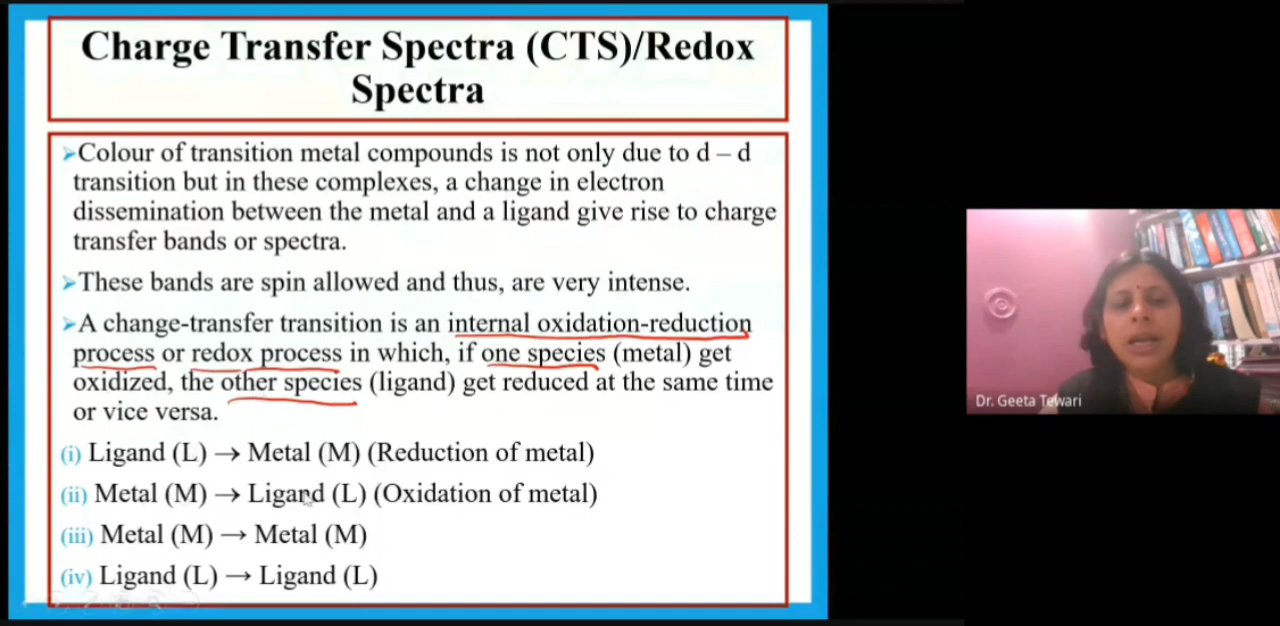 Charge Transfer Spectra (CTS)/Redox
Spectra
➢Colour of transition metal compounds is not only due to d – d
transition but in these complexes, a change in electron
dissemination between the metal and a ligand give rise to charge
transfer bands or spectra.
➢These bands are spin allowed and thus, are very intense.
➢A change-transfer transition is an internal oxidation-reduction
process or redox process in which, if one species (metal) get
oxidized, the other species (ligand) get reduced at the same time
or vice versa.
(i) Ligand (L) → Metal (M) (Reduction of metal)
(ii) Metal (M) → Ligand (L) (Oxidation of metal)
(iii) Metal (M) → Metal (M)
(iv) Ligand (L) → Ligand (L)
Dr. Geeta Tewari